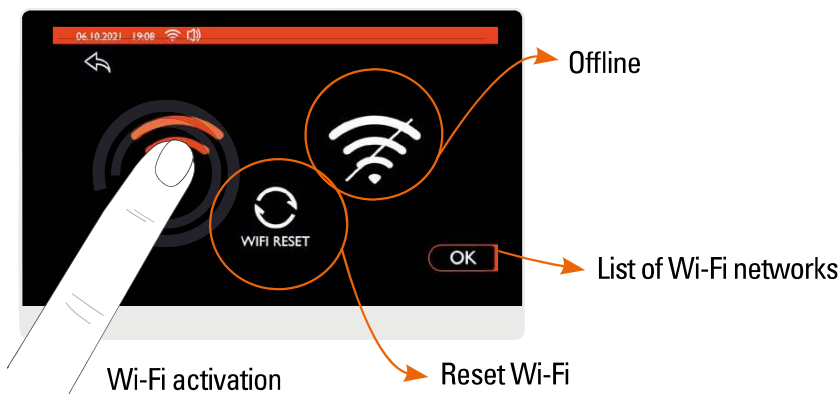 06.10.2021 19:08
Offline
WIFI RESET
OK
List of Wi-Fi networks
Wi-Fi activation
Reset Wi-Fi